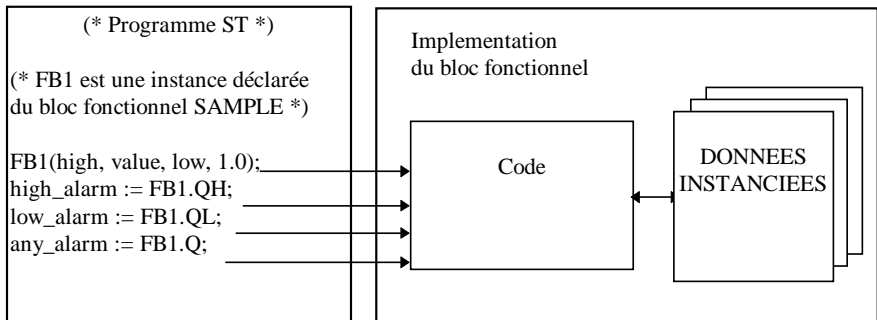 (* Programme ST *)
(* FB1 est une instance déclarée
du bloc fonctionnel SAMPLE *)
FB1(high, value, low, 1.0);
high_alarm := FB1.QH;
low_alarm := FB1.QL;
any_alarm := FB1.Q;
Implementation
du bloc fonctionnel
Code
DONNEES
INSTANCIEES